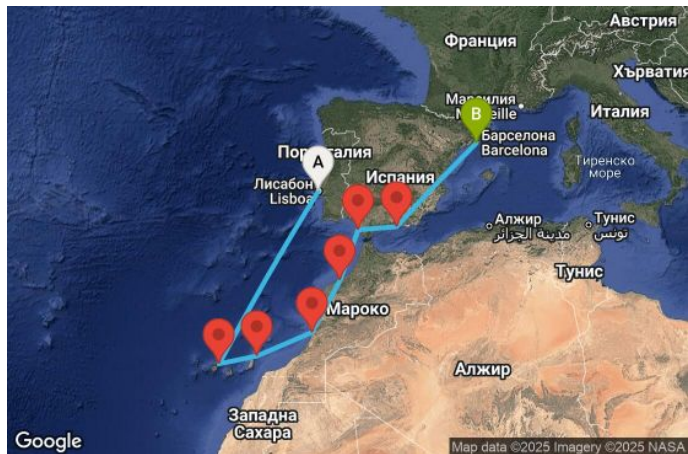 Австрия
Франция
Хърватия
Марсилия
Marseille
Италия
B
Барселона
Barcelona
Португалия
A
Тиренско
море
Испания
Лисабон
Lisboa
Алжир
مدينة الجزائر
Тунис
تونس
Тунис
Мароко
Алжир
Западна
Сахара
Google
Map data ©2025 Imagery ©2025 NASA